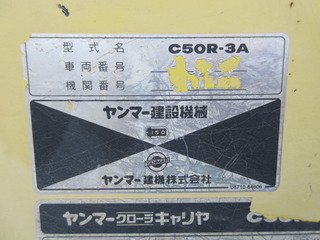 型式名 C50R-3A
車両番号
機関番号
ヤンマー建設機械
ヤンマー建機株式会社
ヤンマークローラキャリヤ